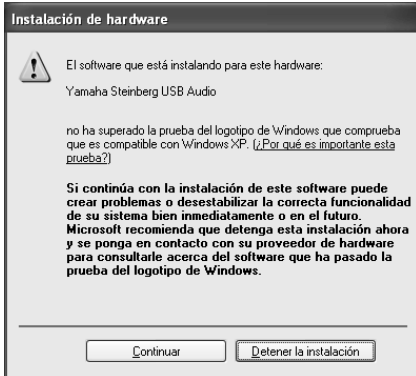 Instalación de hardware
El software que está instalando para este hardware:
Yamaha Steinberg USB Audio
no ha superado la prueba del logotipo de Windows que comprueba
que es compatible con Windows XP. (¿Por qué es importante esta
prueba?)
Si continúa con la instalación de este software puede
crear problemas o desestabilizar la correcta funcionalidad
de su sistema bien inmediatamente o en el futuro.
Microsoft recomienda que detenga esta instalación ahora
y se ponga en contacto con su proveedor de hardware
para consultarle acerca del software que ha pasado la
prueba del logotipo de Windows.
Continuar Detener la instalación